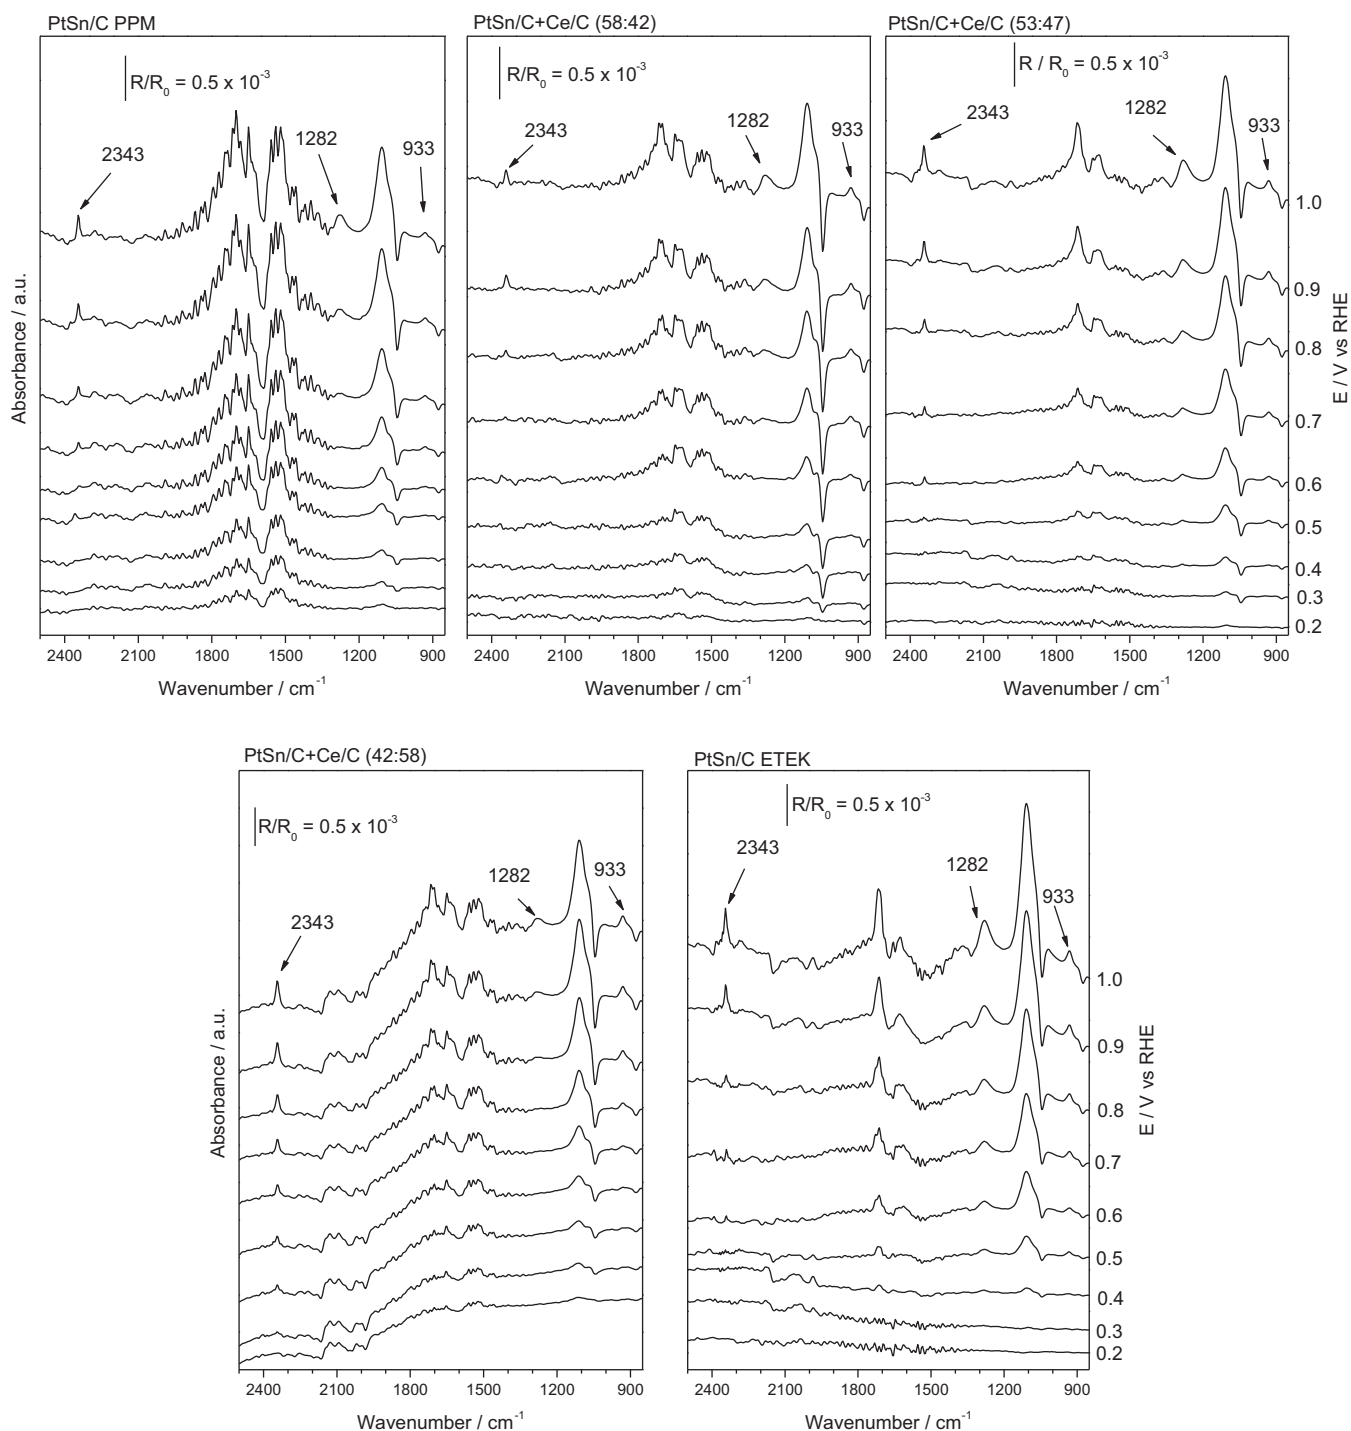 PtSn/C PPM
R/R₀ = 0.5 x 10⁻³
2343
1282
933
Absorbance / a.u.
2400 2100 1800 1500 1200 900
Wavenumber / cm⁻¹
PtSn/C+Ce/C (58:42)
R/R₀ = 0.5 x 10⁻³
2343
1282
933
2400 2100 1800 1500 1200 900
Wavenumber / cm⁻¹
PtSn/C+Ce/C (53:47)
R / R₀ = 0.5 x 10⁻³
2343
1282
933
1.0
0.9
0.8
0.7
0.6
0.5
0.4
0.3
0.2
E / V vs RHE
2400 2100 1800 1500 1200 900
Wavenumber / cm⁻¹
PtSn/C+Ce/C (42:58)
R/R₀ = 0.5 x 10⁻³
2343
1282
933
Absorbance / a.u.
2400 2100 1800 1500 1200 900
Wavenumber / cm⁻¹
PtSn/C ETEK
R/R₀ = 0.5 x 10⁻³
2343
1282
933
1.0
0.9
0.8
0.7
0.6
0.5
0.4
0.3
0.2
E / V vs RHE
2400 2100 1800 1500 1200 900
Wavenumber / cm⁻¹